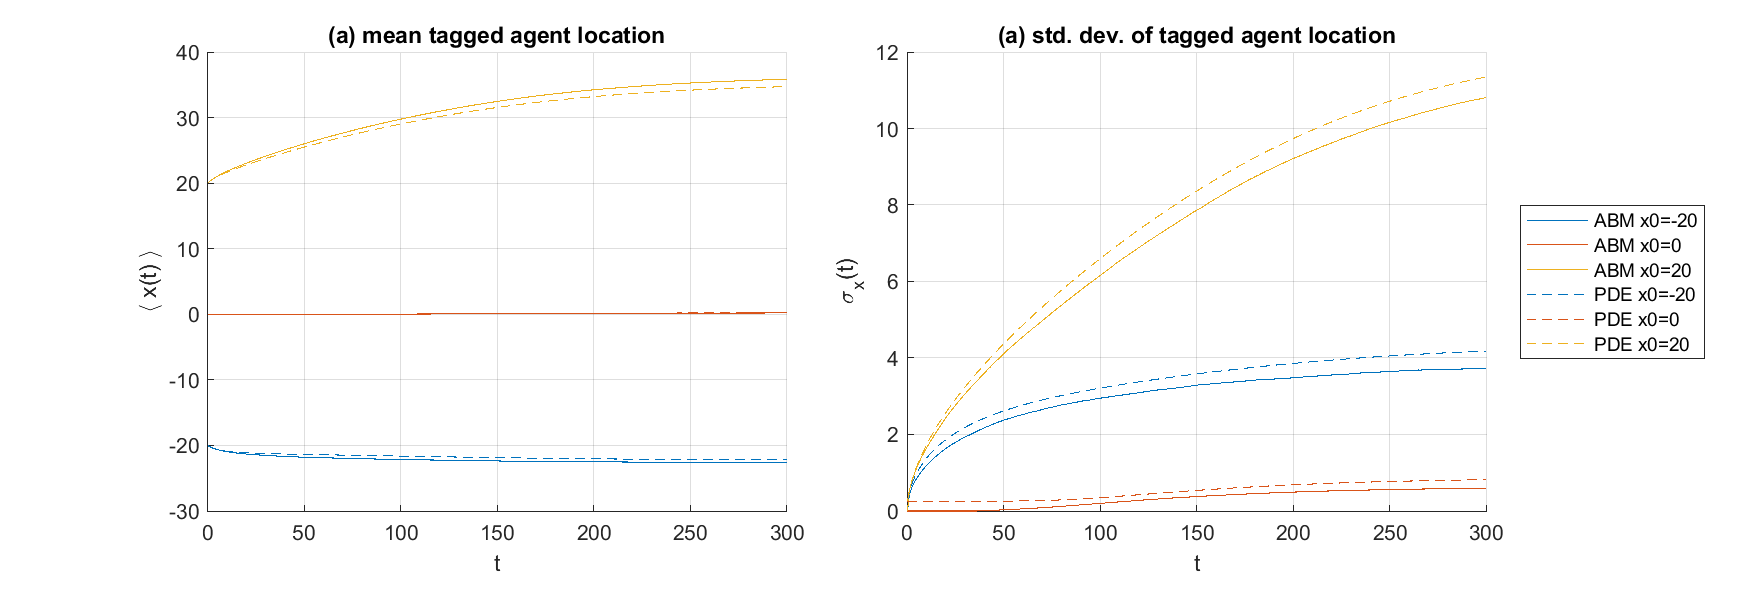 (a) mean tagged agent location
40
30
20
10
0
-10
-20
-30
⟨ x(t) ⟩
0 50 100 150 200 250 300
t
(a) std. dev. of tagged agent location
12
10
8
6
4
2
0
σx(t)
0 50 100 150 200 250 300
t
ABM x0=-20
ABM x0=0
ABM x0=20
PDE x0=-20
PDE x0=0
PDE x0=20